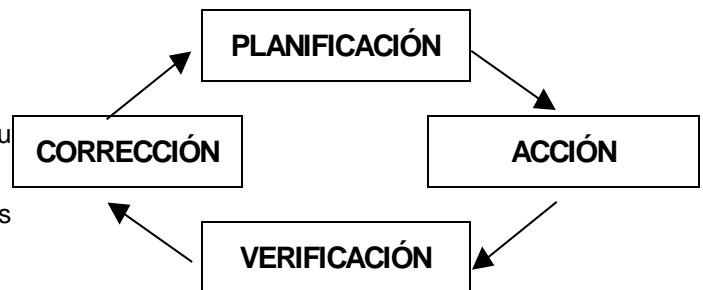 PLANIFICACIÓN
u
CORRECCIÓN
ACCIÓN
s
VERIFICACIÓN